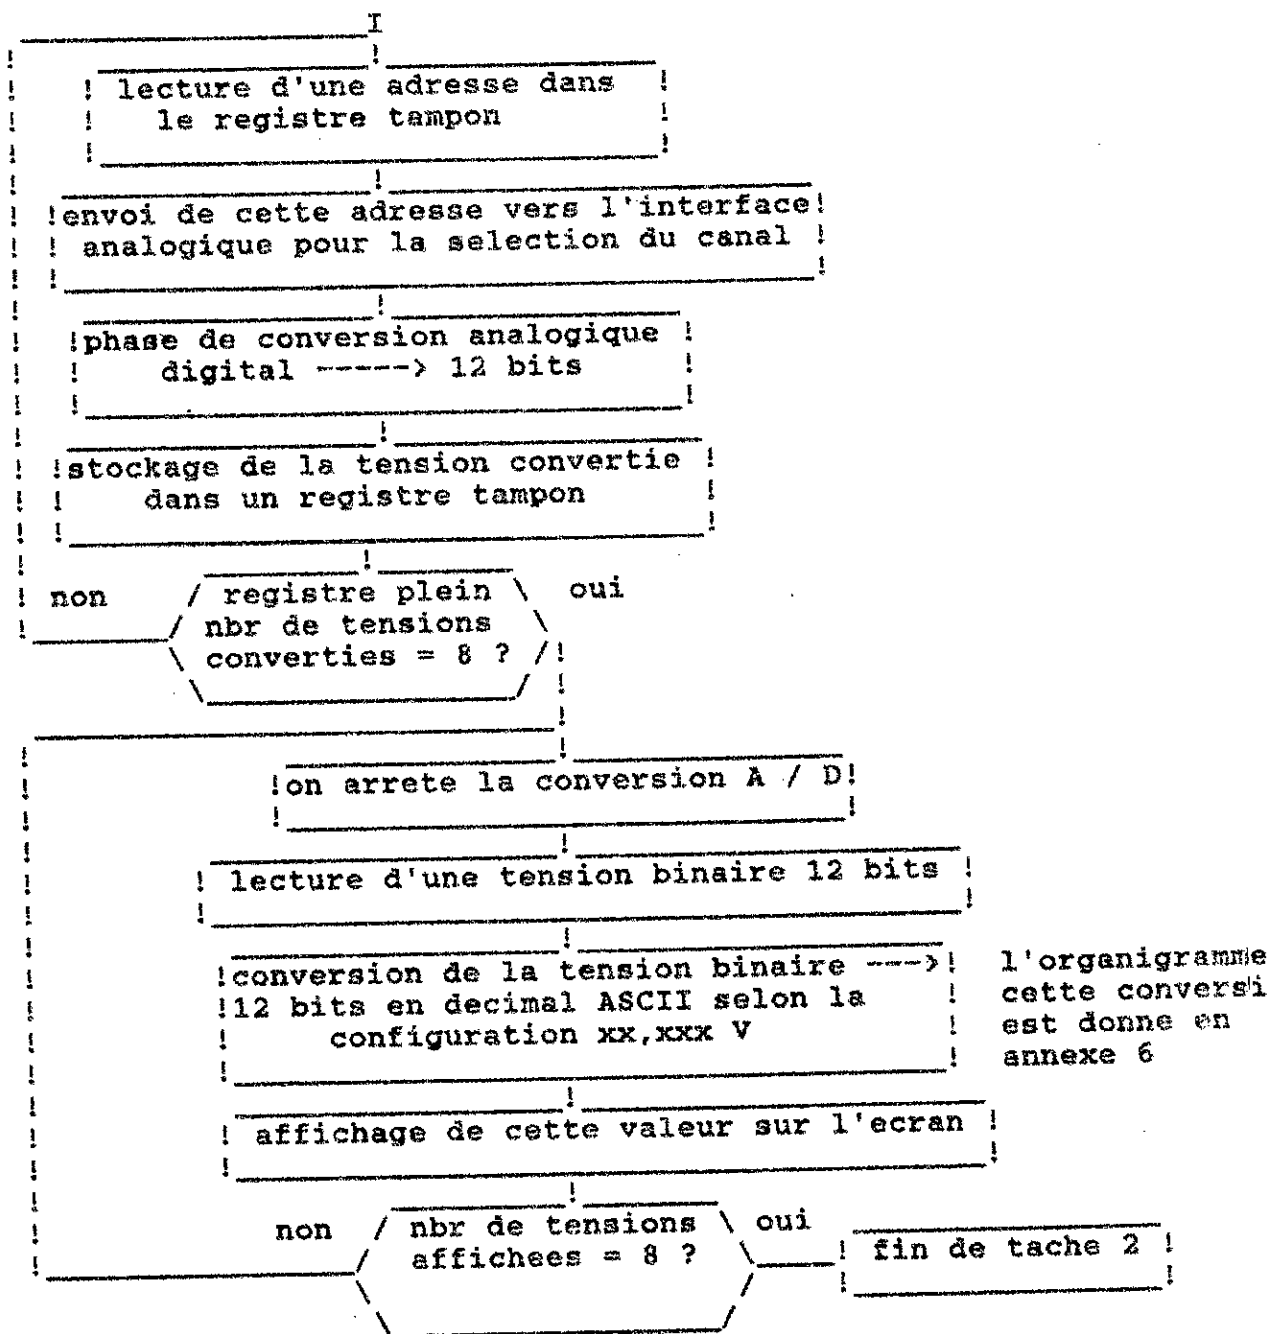 I
lecture d'une adresse dans
le registre tampon
envoi de cette adresse vers l'interface
analogique pour la selection du canal
phase de conversion analogique
digital -----> 12 bits
stockage de la tension convertie
dans un registre tampon
non / registre plein \ oui
nbr de tensions
converties = 8 ?
on arrete la conversion A / D
lecture d'une tension binaire 12 bits
conversion de la tension binaire ---->
12 bits en decimal ASCII selon la
configuration xx,xxx V
l'organigramme
cette conversi
est donne en
annexe 6
affichage de cette valeur sur l'ecran
non / nbr de tensions \ oui
affichees = 8 ?
fin de tache 2